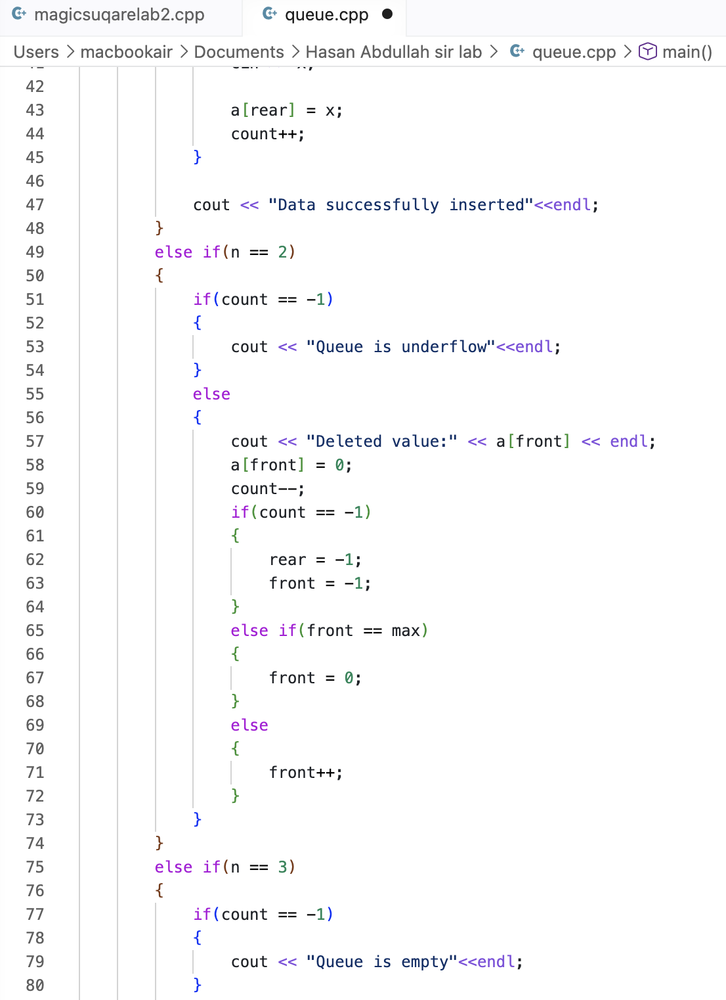 magicsuqarelab2.cpp queue.cpp
Users > macbookair > Documents > Hasan Abdullah sir lab > queue.cpp > main()
42
43 a[rear] = x;
44 count++;
45 }
46
47 cout << "Data successfully inserted"<<endl;
48 }
49 else if(n == 2)
50 {
51 if(count == -1)
52 {
53 cout << "Queue is underflow"<<endl;
54 }
55 else
56 {
57 cout << "Deleted value:" << a[front] << endl;
58 a[front] = 0;
59 count--;
60 if(count == -1)
61 {
62 rear = -1;
63 front = -1;
64 }
65 else if(front == max)
66 {
67 front = 0;
68 }
69 else
70 {
71 front++;
72 }
73 }
74 }
75 else if(n == 3)
76 {
77 if(count == -1)
78 {
79 cout << "Queue is empty"<<endl;
80 }